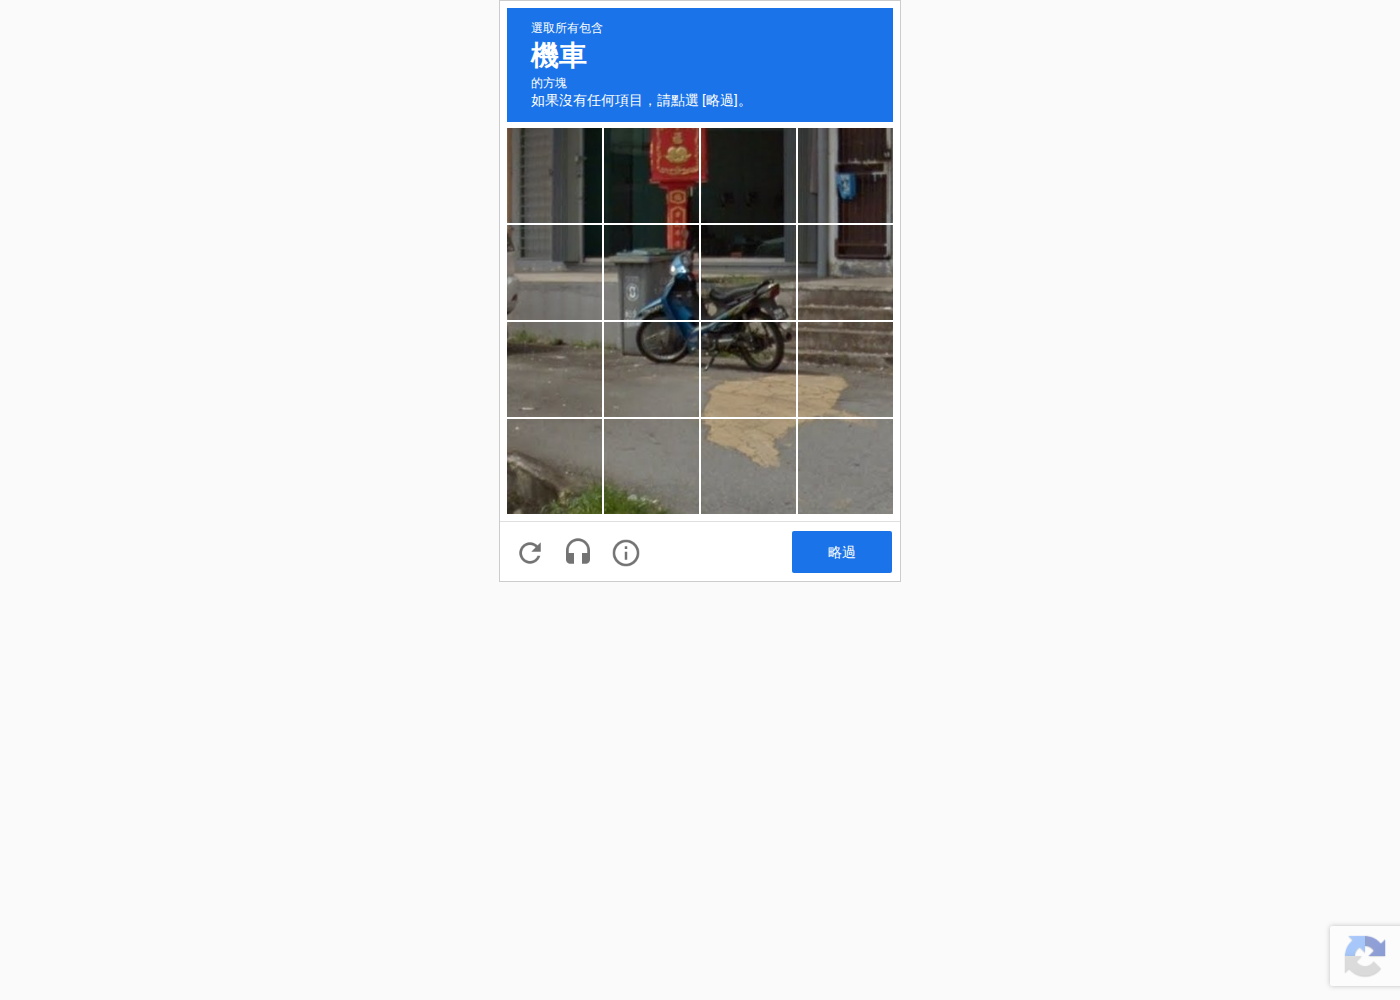 選取所有包含
機車
的方塊
如果沒有任何項目，請點選 [略過]。
福
略過